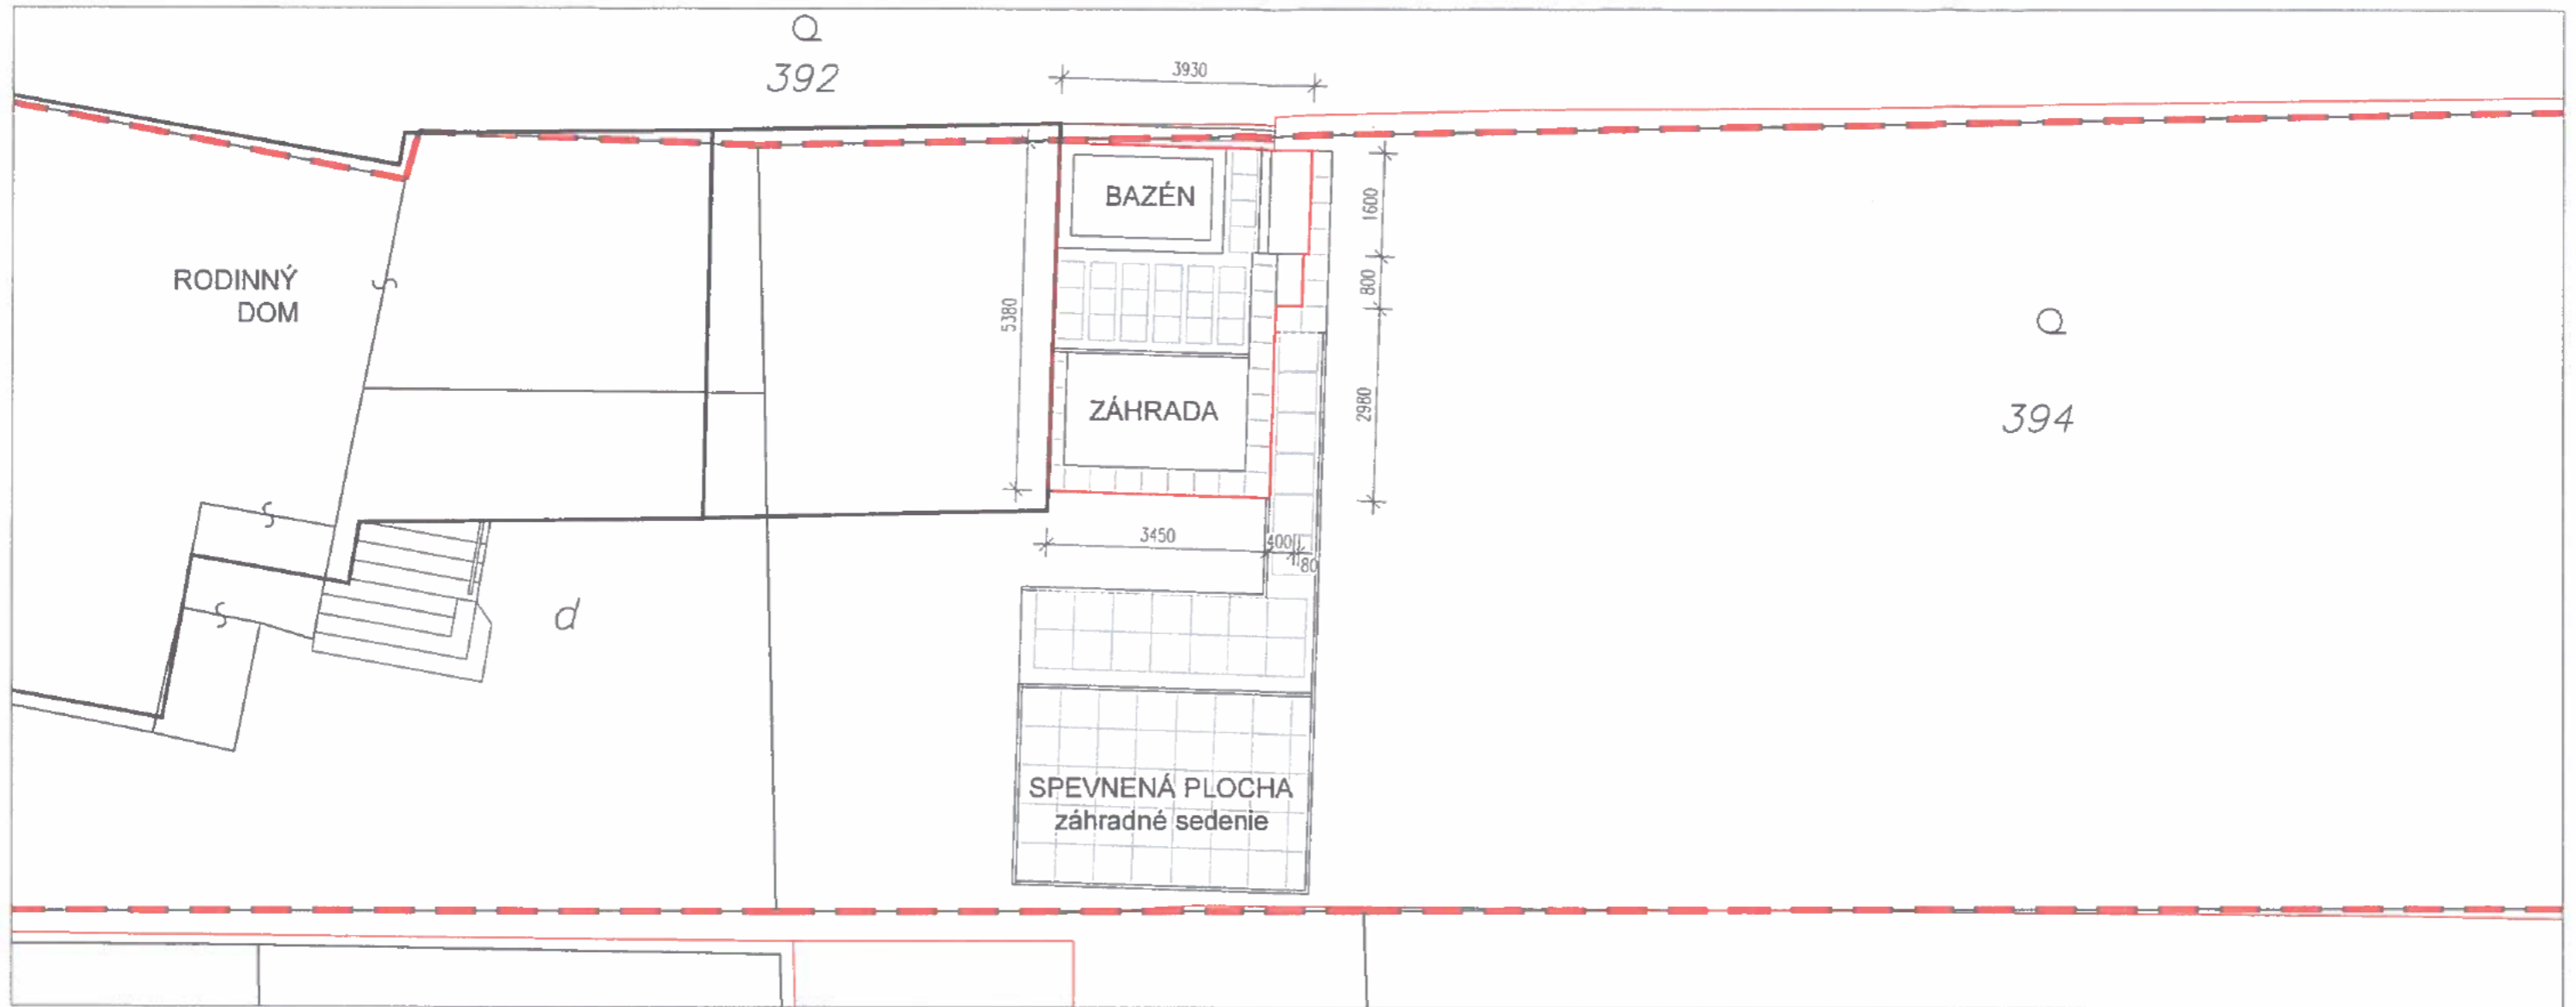 Q
392
3930
BAZÉN
1600
RODINNÝ
DOM
800
5380
Q
394
ZÁHRADA
2980
3450
400
80
d
SPEVNENÁ PLOCHA
záhradné sedenie